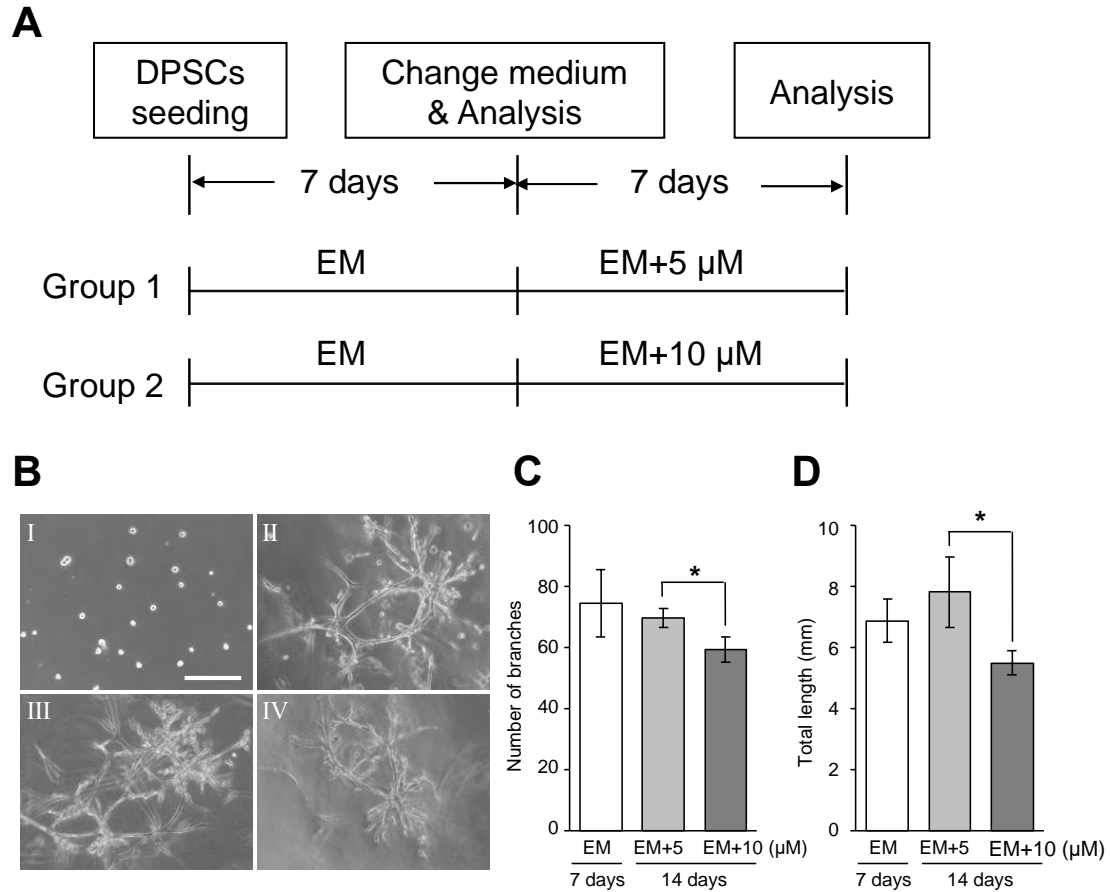 A
DPSCs
seeding
Change medium
& Analysis
Analysis
7 days
7 days
EM
EM+5 µM
Group 1
EM
EM+10 µM
Group 2
B
I
II
III
IV
C
100
80
60
40
20
0
Number of branches
*
EM
EM+5
EM+10 (µM)
7 days
14 days
D
10
8
6
4
2
0
Total length (mm)
*
EM
EM+5
EM+10 (µM)
7 days
14 days